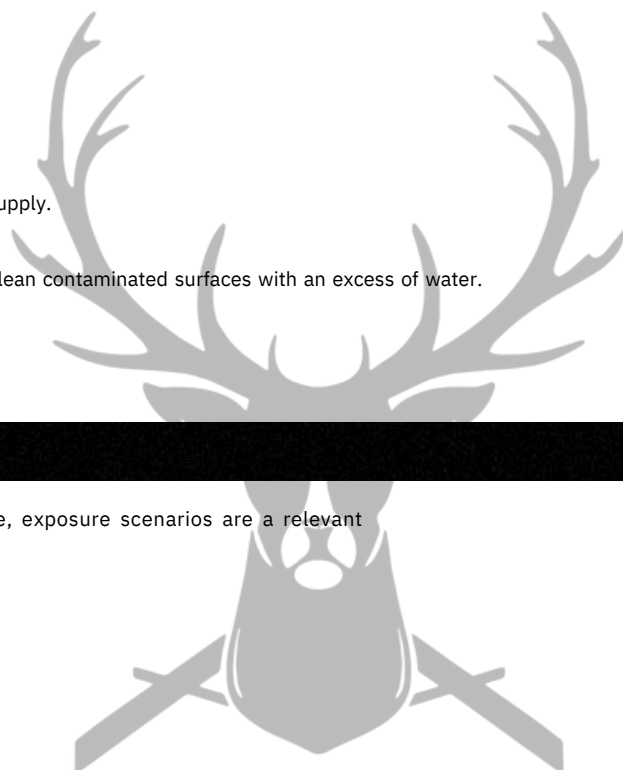 upply.
lean contaminated surfaces with an excess of water.
e, exposure scenarios are a relevant